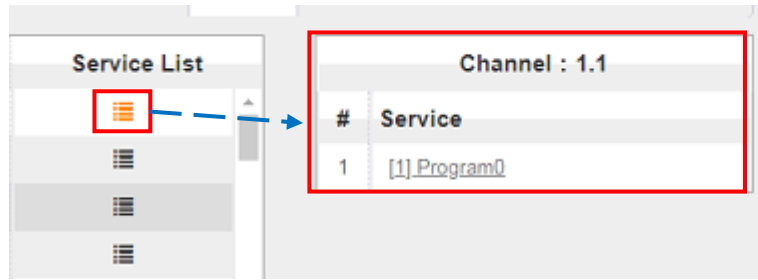 Service List
Channel : 1.1
# Service
1 [1] Program0